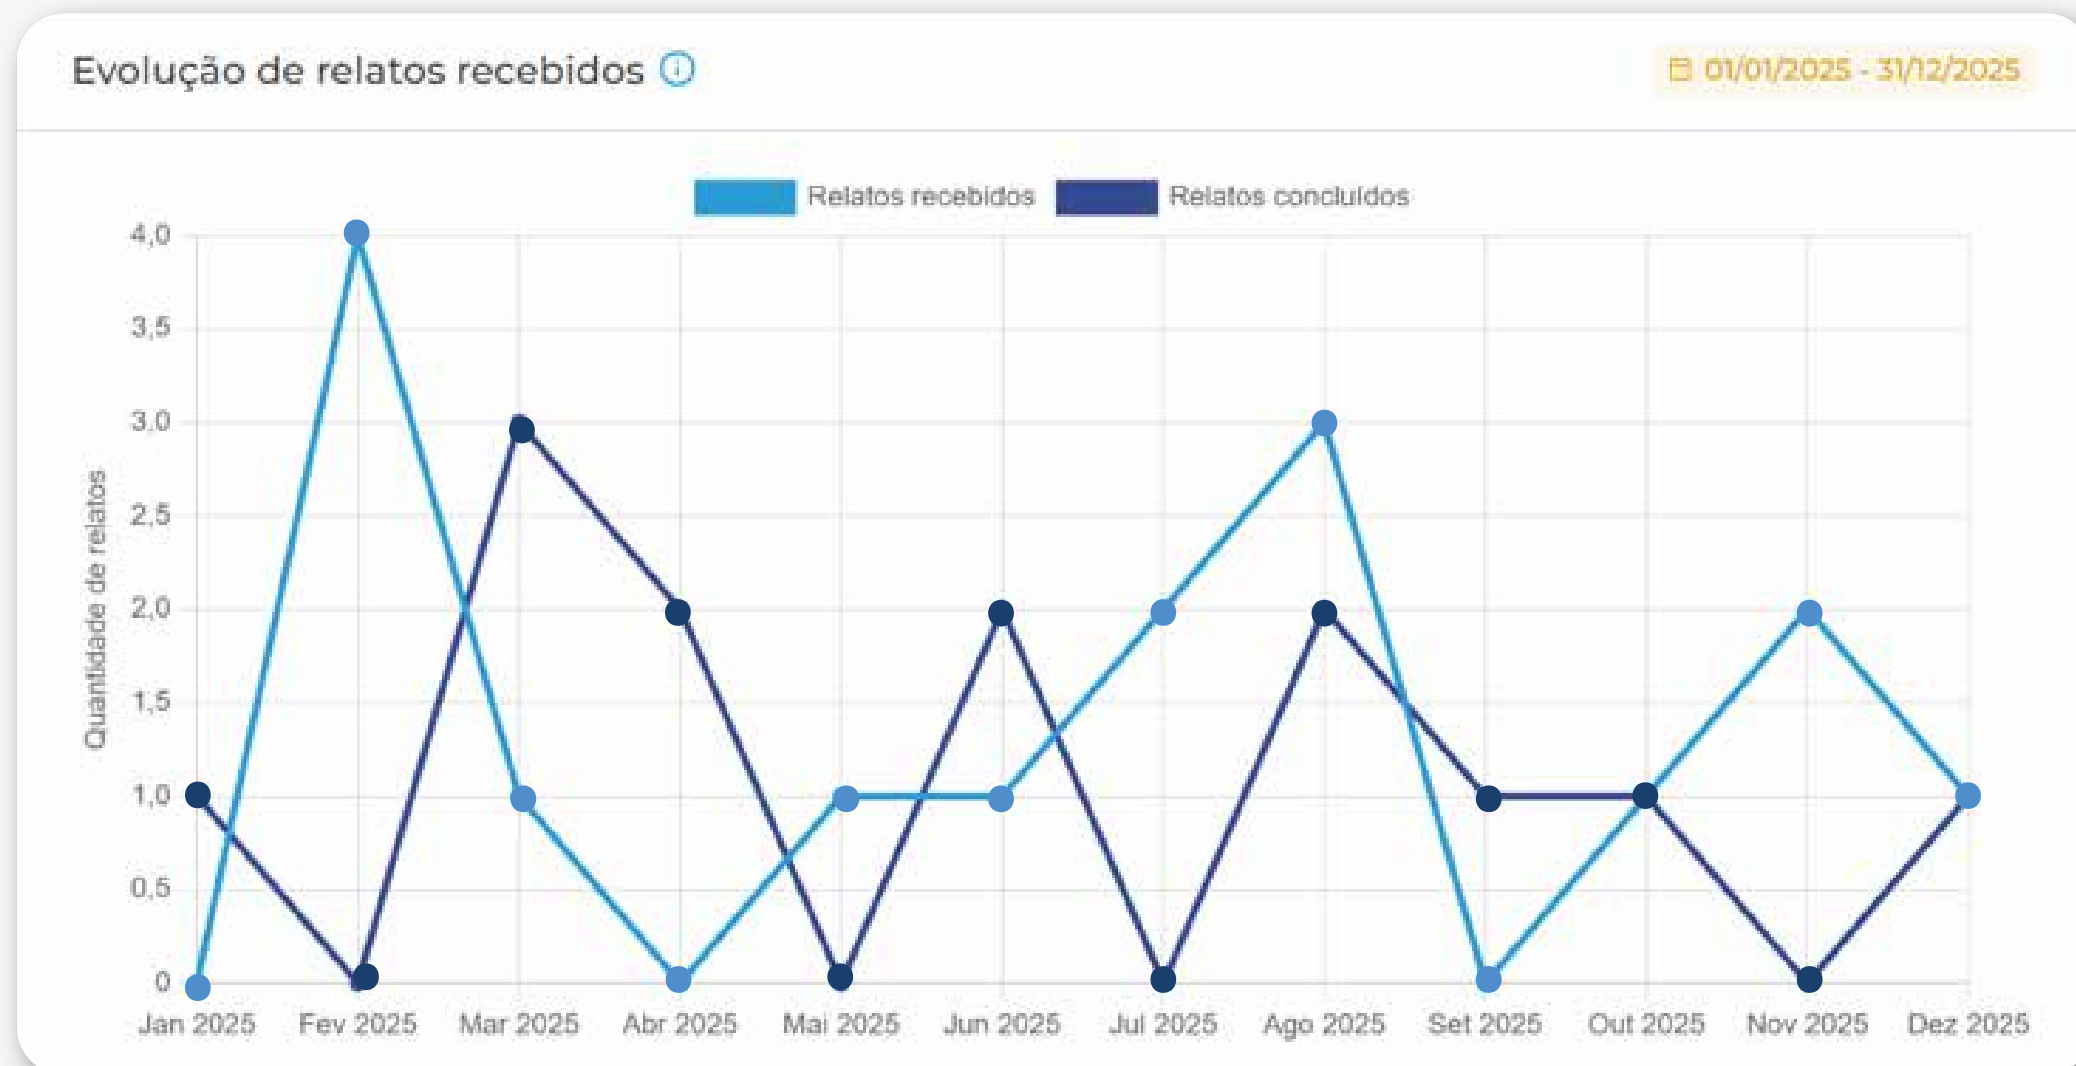 Evolução de relatos recebidos
01/01/2025 - 31/12/2025
Relatos recebidos
Relatos concluídos
Quantidade de relatos
4,0
3,5
3,0
2,5
2,0
1,5
1,0
0,5
0
Jan 2025 Fev 2025 Mar 2025 Abr 2025 Mai 2025 Jun 2025 Jul 2025 Ago 2025 Set 2025 Out 2025 Nov 2025 Dez 2025